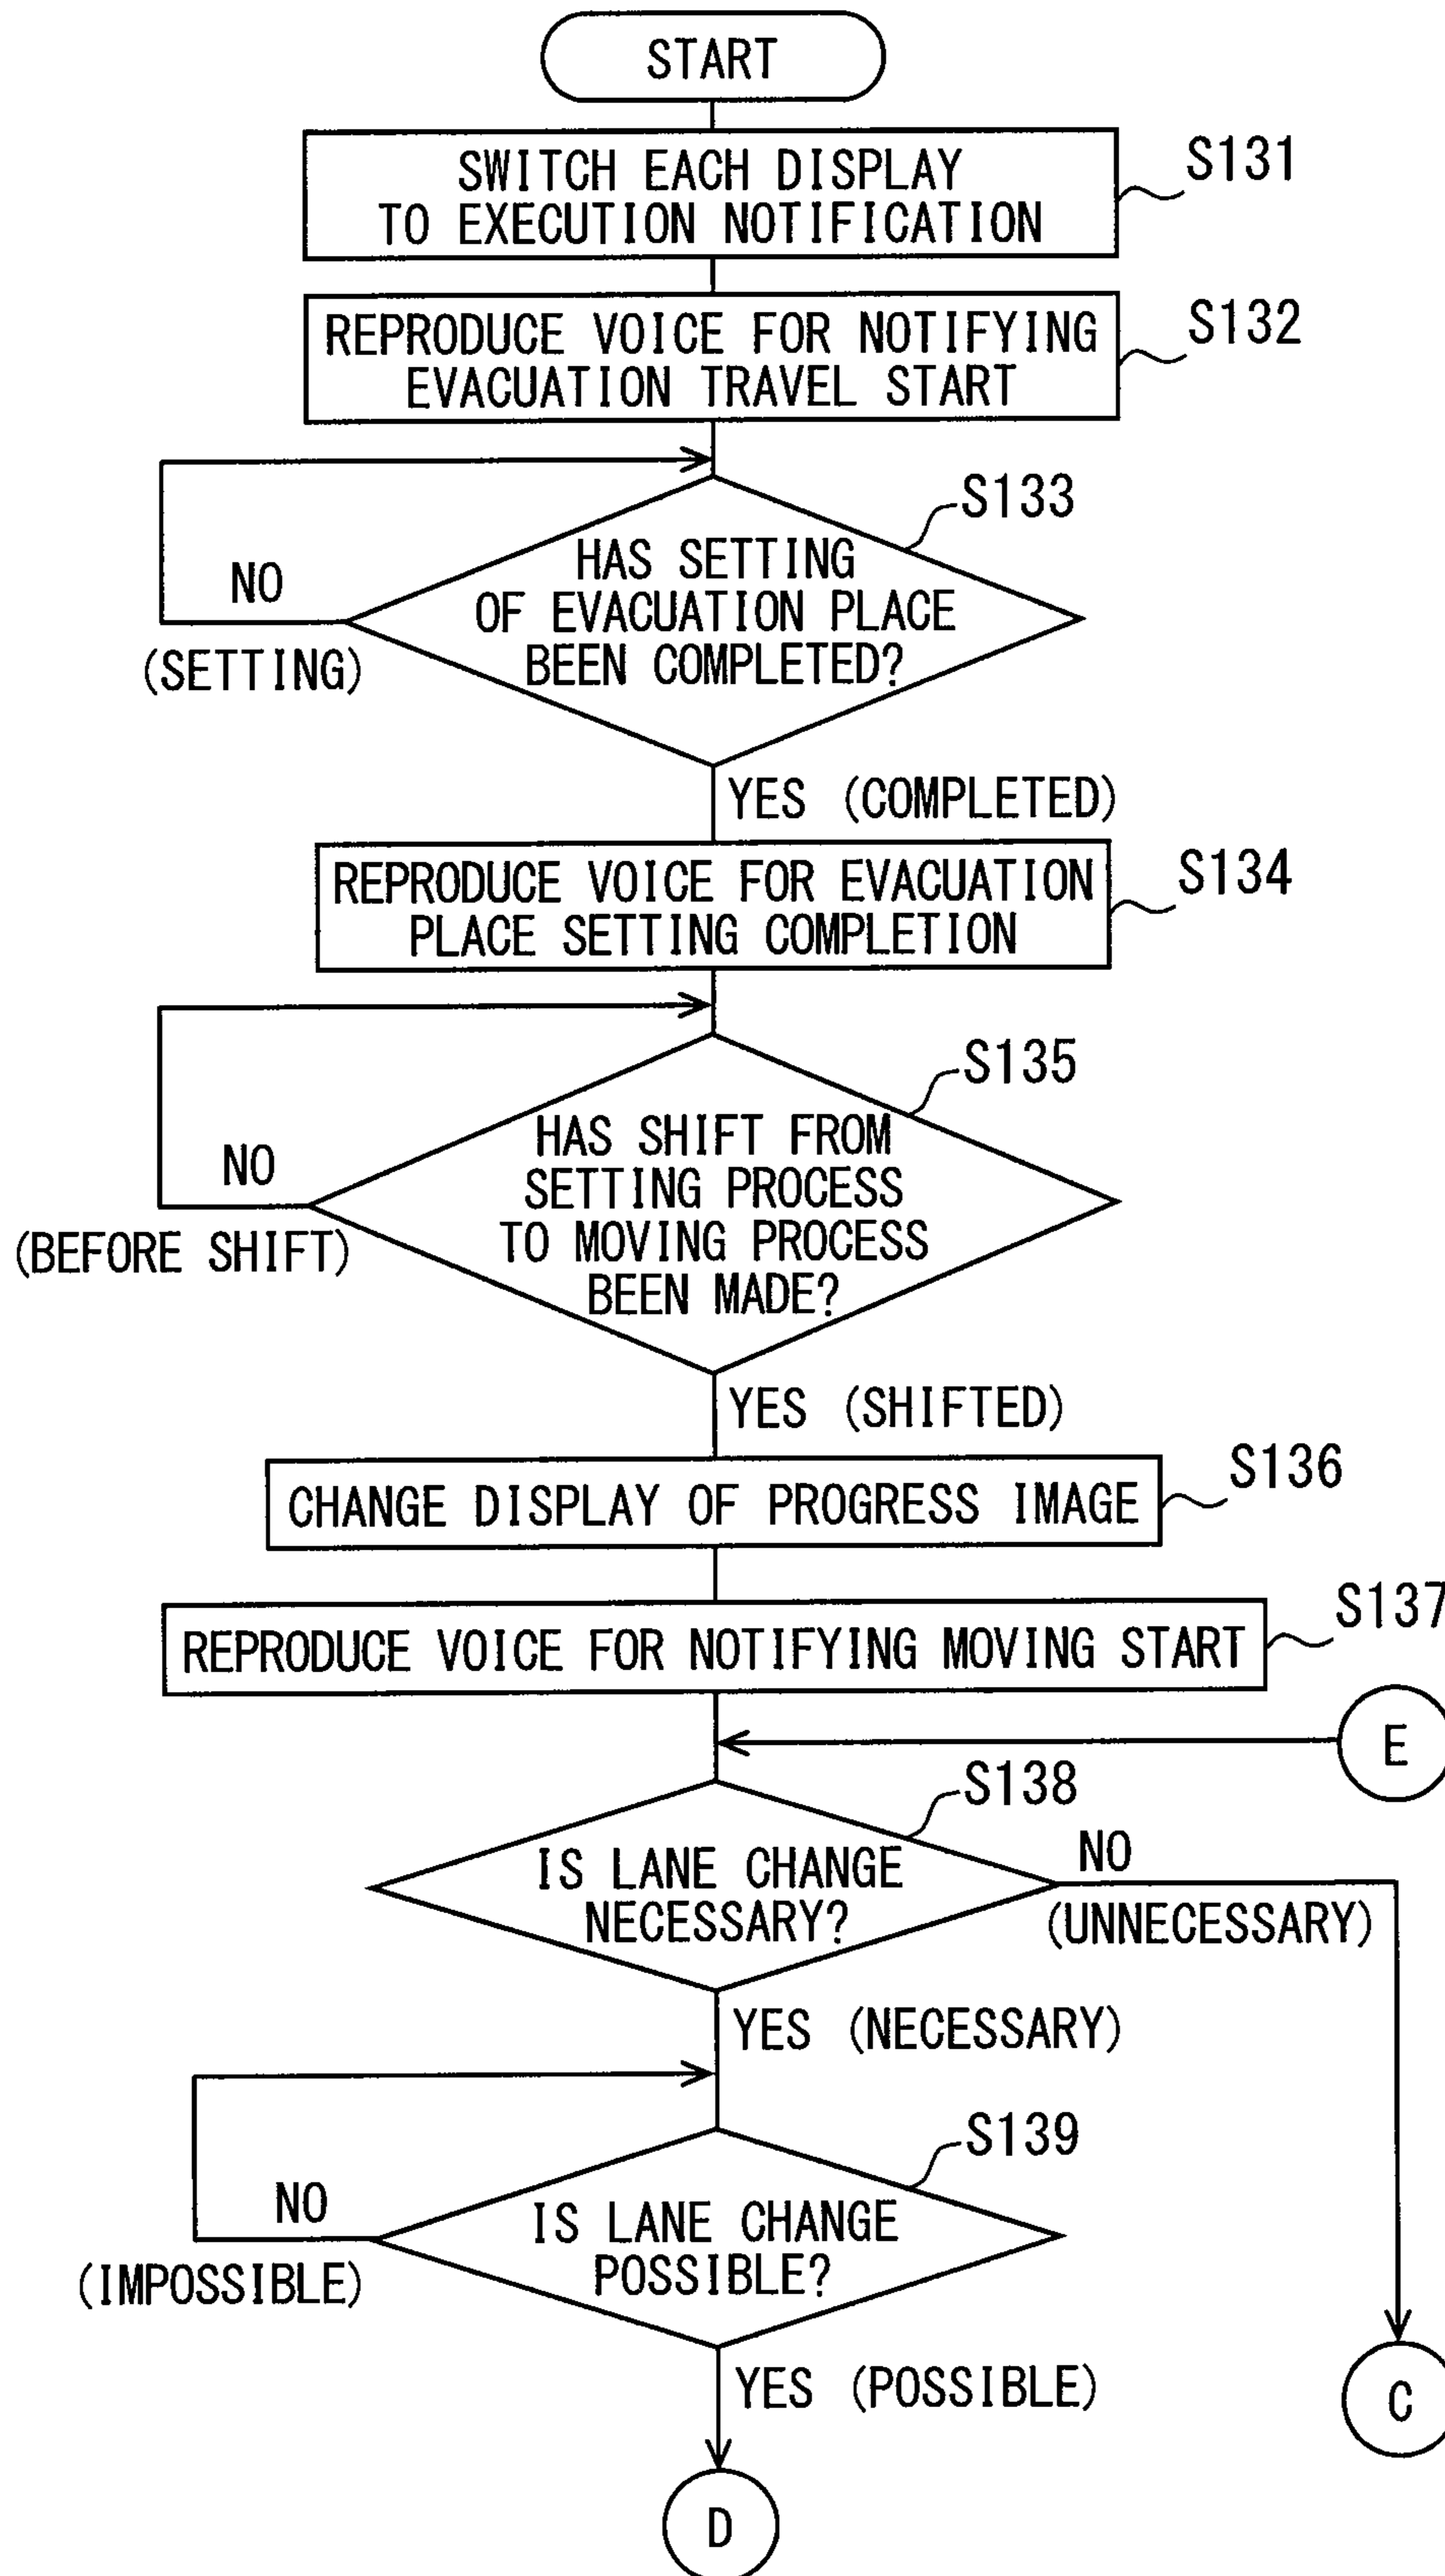 START
SWITCH EACH DISPLAY
TO EXECUTION NOTIFICATION
S131
REPRODUCE VOICE FOR NOTIFYING
EVACUATION TRAVEL START
S132
S133
HAS SETTING
OF EVACUATION PLACE
BEEN COMPLETED?
NO
(SETTING)
YES (COMPLETED)
REPRODUCE VOICE FOR EVACUATION
PLACE SETTING COMPLETION
S134
S135
HAS SHIFT FROM
SETTING PROCESS
TO MOVING PROCESS
BEEN MADE?
NO
(BEFORE SHIFT)
YES (SHIFTED)
CHANGE DISPLAY OF PROGRESS IMAGE
S136
REPRODUCE VOICE FOR NOTIFYING MOVING START
S137
E
S138
IS LANE CHANGE
NECESSARY?
NO
(UNNECESSARY)
YES (NECESSARY)
S139
IS LANE CHANGE
POSSIBLE?
NO
(IMPOSSIBLE)
YES (POSSIBLE)
C
D